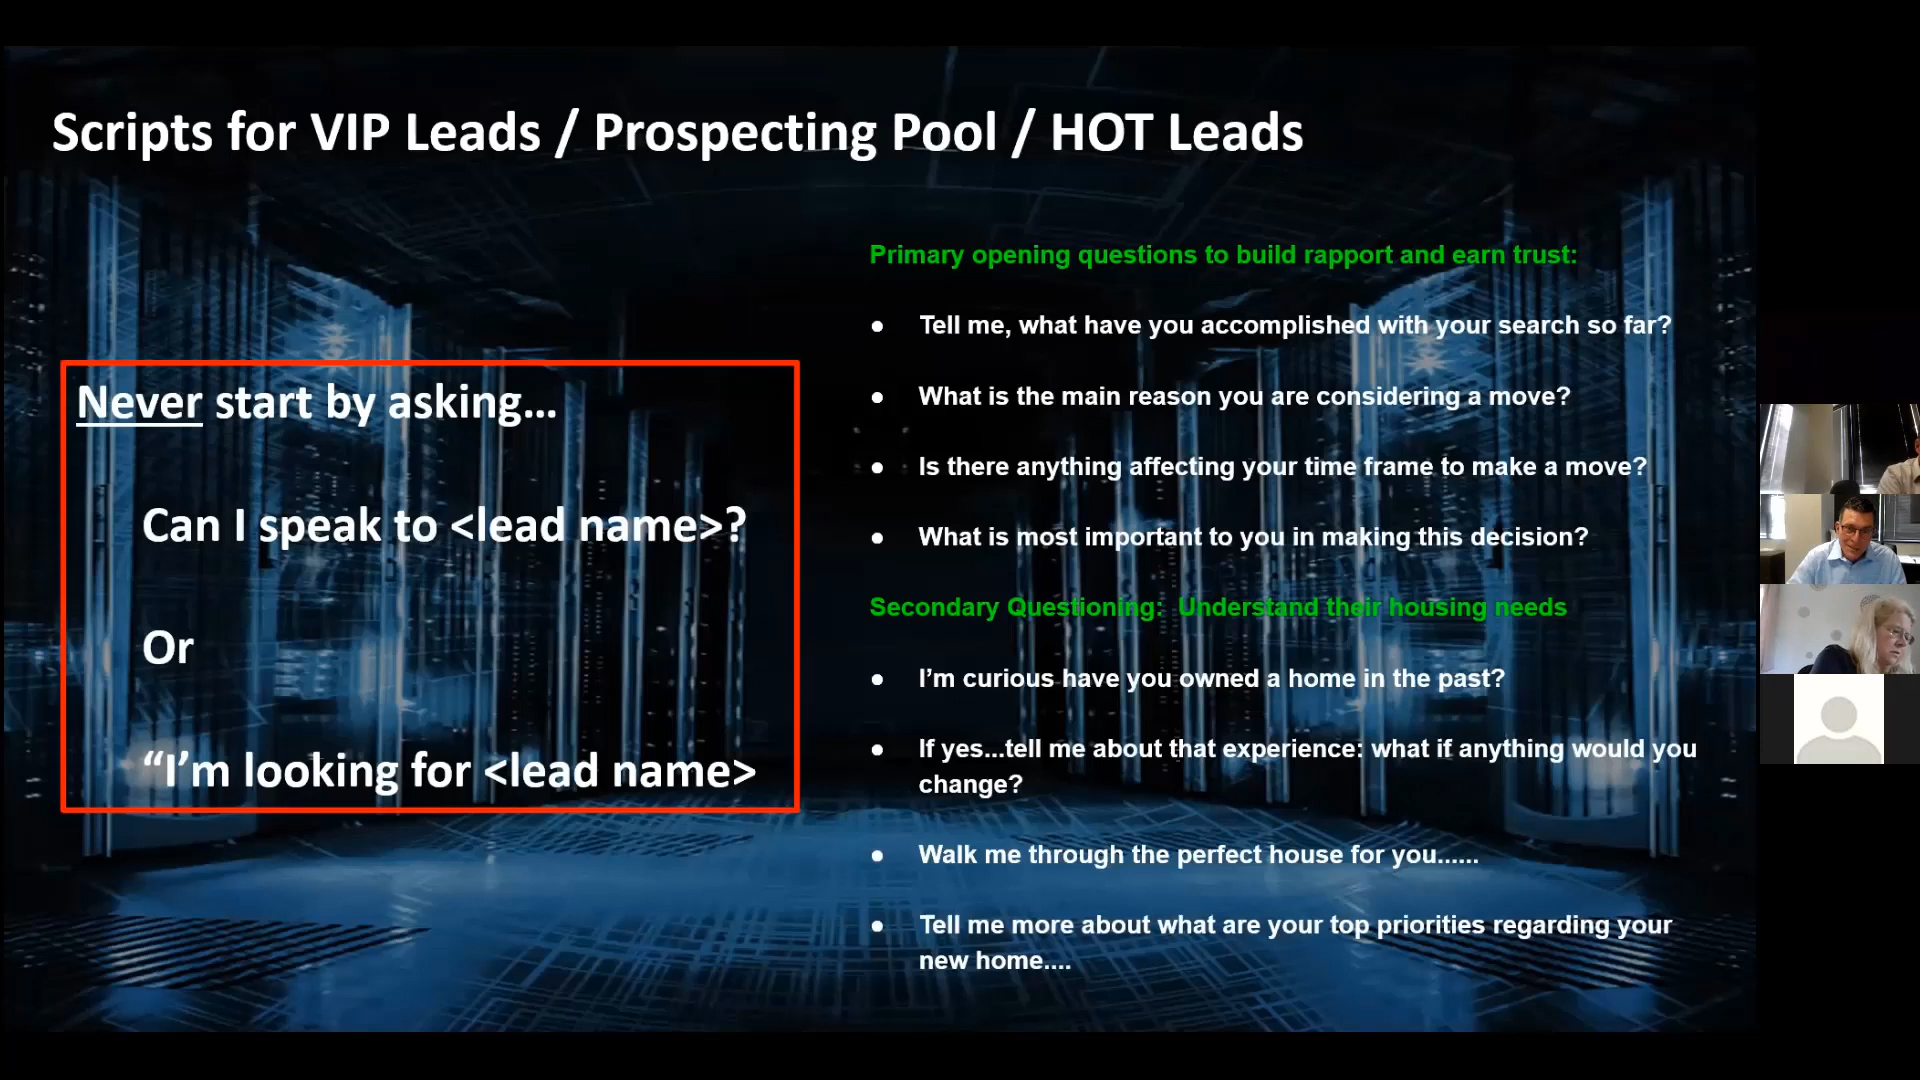 Scripts for VIP Leads / Prospecting Pool / HOT Leads
Never start by asking...
Can I speak to <lead name>?
Or
“I’m looking for <lead name>
Primary opening questions to build rapport and earn trust:
● Tell me, what have you accomplished with your search so far?
● What is the main reason you are considering a move?
● Is there anything affecting your time frame to make a move?
● What is most important to you in making this decision?
Secondary Questioning:  Understand their housing needs
● I’m curious have you owned a home in the past?
● If yes...tell me about that experience: what if anything would you
change?
● Walk me through the perfect house for you......
● Tell me more about what are your top priorities regarding your
new home....